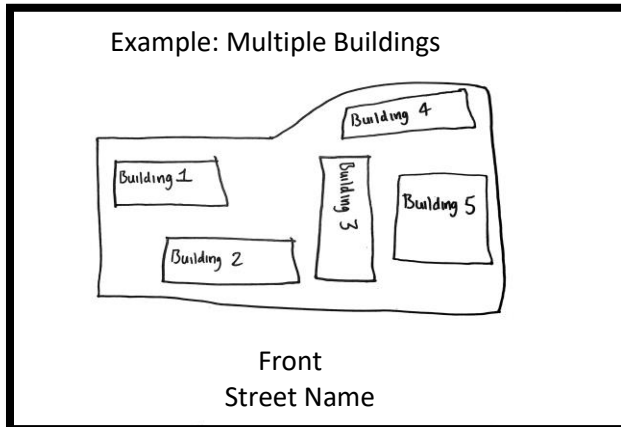 Example: Multiple Buildings
Building 4
Building 1
Building 3
Building 5
Building 2
Front
Street Name